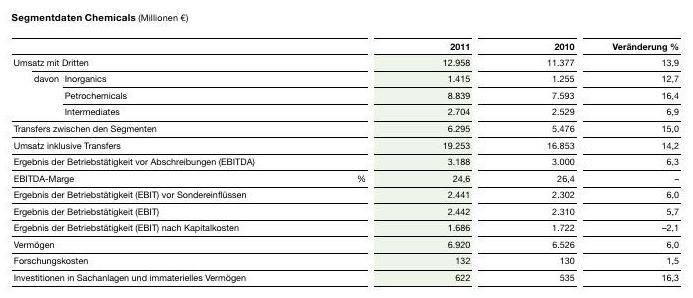 Segmentdaten Chemicals (Millionen €)
2011 2010 Veränderung %
Umsatz mit Dritten 12.958 11.377 13,9
davon Inorganics 1.415 1.255 12,7
Petrochemicals 8.839 7.593 16,4
Intermediates 2.704 2.529 6,9
Transfers zwischen den Segmenten 6.295 5.476 15,0
Umsatz inklusive Transfers 19.253 16.853 14,2
Ergebnis der Betriebstätigkeit vor Abschreibungen (EBITDA) 3.188 3.000 6,3
EBITDA-Marge % 24,6 26,4 –
Ergebnis der Betriebstätigkeit (EBIT) vor Sondereinflüssen 2.441 2.302 6,0
Ergebnis der Betriebstätigkeit (EBIT) 2.442 2.310 5,7
Ergebnis der Betriebstätigkeit (EBIT) nach Kapitalkosten 1.686 1.722 –2,1
Vermögen 6.920 6.526 6,0
Forschungskosten 132 130 1,5
Investitionen in Sachanlagen und immaterielles Vermögen 622 535 16,3